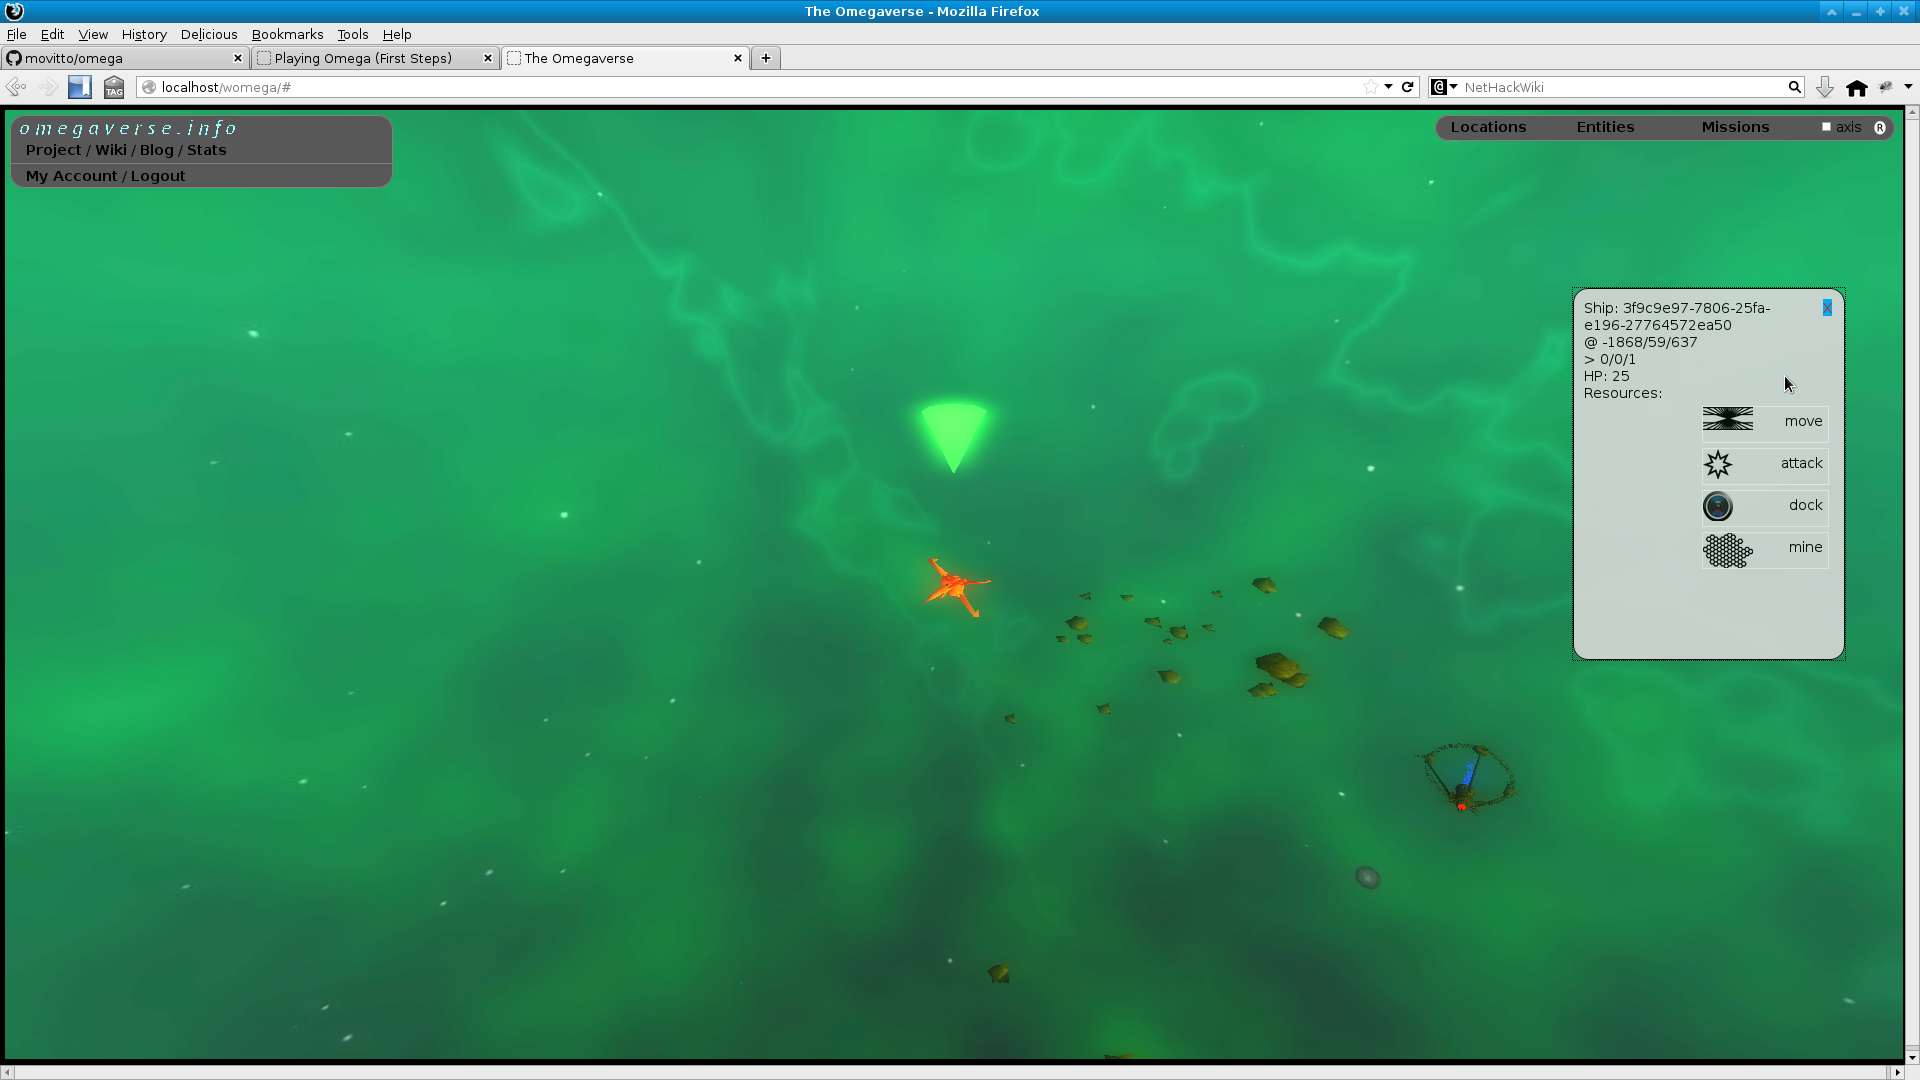 The Omegaverse - Mozilla Firefox
File Edit View History Delicious Bookmarks Tools Help
movitto/omega
Playing Omega (First Steps)
The Omegaverse
TAG
localhost/womega/#
@
NetHackWiki
omegaverse.info
Project / Wiki / Blog / Stats
My Account / Logout
Locations Entities Missions axis R
Ship: 3f9c9e97-7806-25fa-
e196-27764572ea50
@ -1868/59/637
> 0/0/1
HP: 25
Resources:
X
move
attack
dock
mine